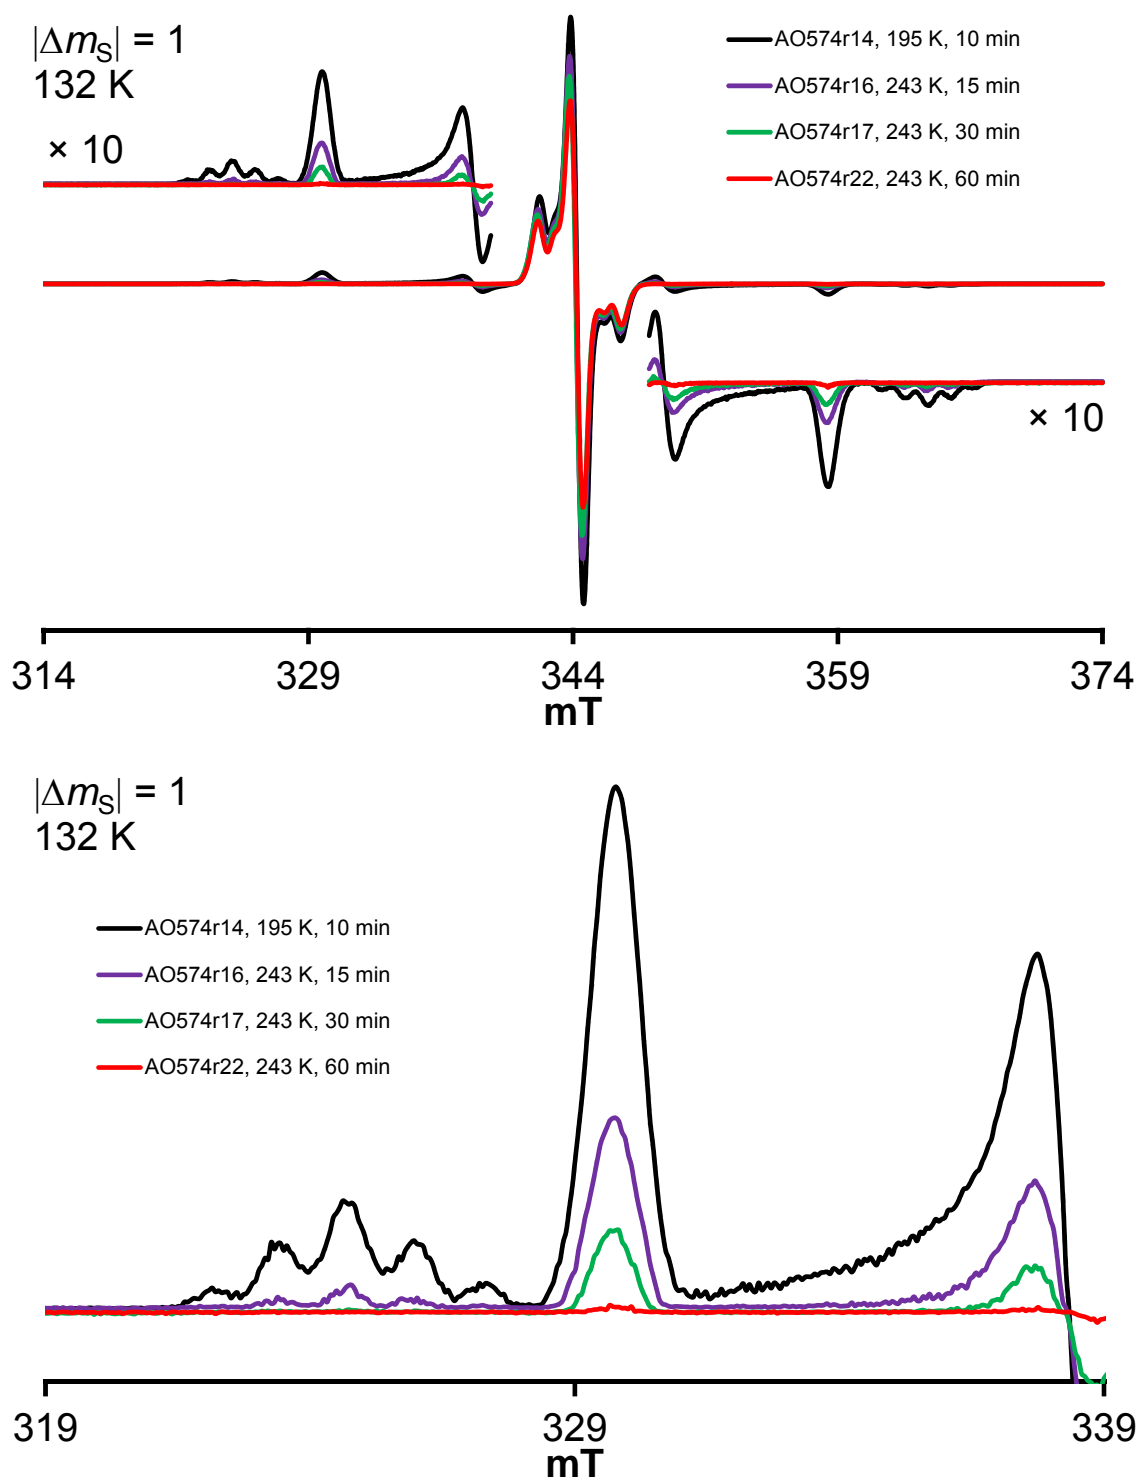 |ΔmS| = 1
132 K
× 10
AO574r14, 195 K, 10 min
AO574r16, 243 K, 15 min
AO574r17, 243 K, 30 min
AO574r22, 243 K, 60 min
× 10
314 329 344 359 374
mT
|ΔmS| = 1
132 K
AO574r14, 195 K, 10 min
AO574r16, 243 K, 15 min
AO574r17, 243 K, 30 min
AO574r22, 243 K, 60 min
319 329 339
mT